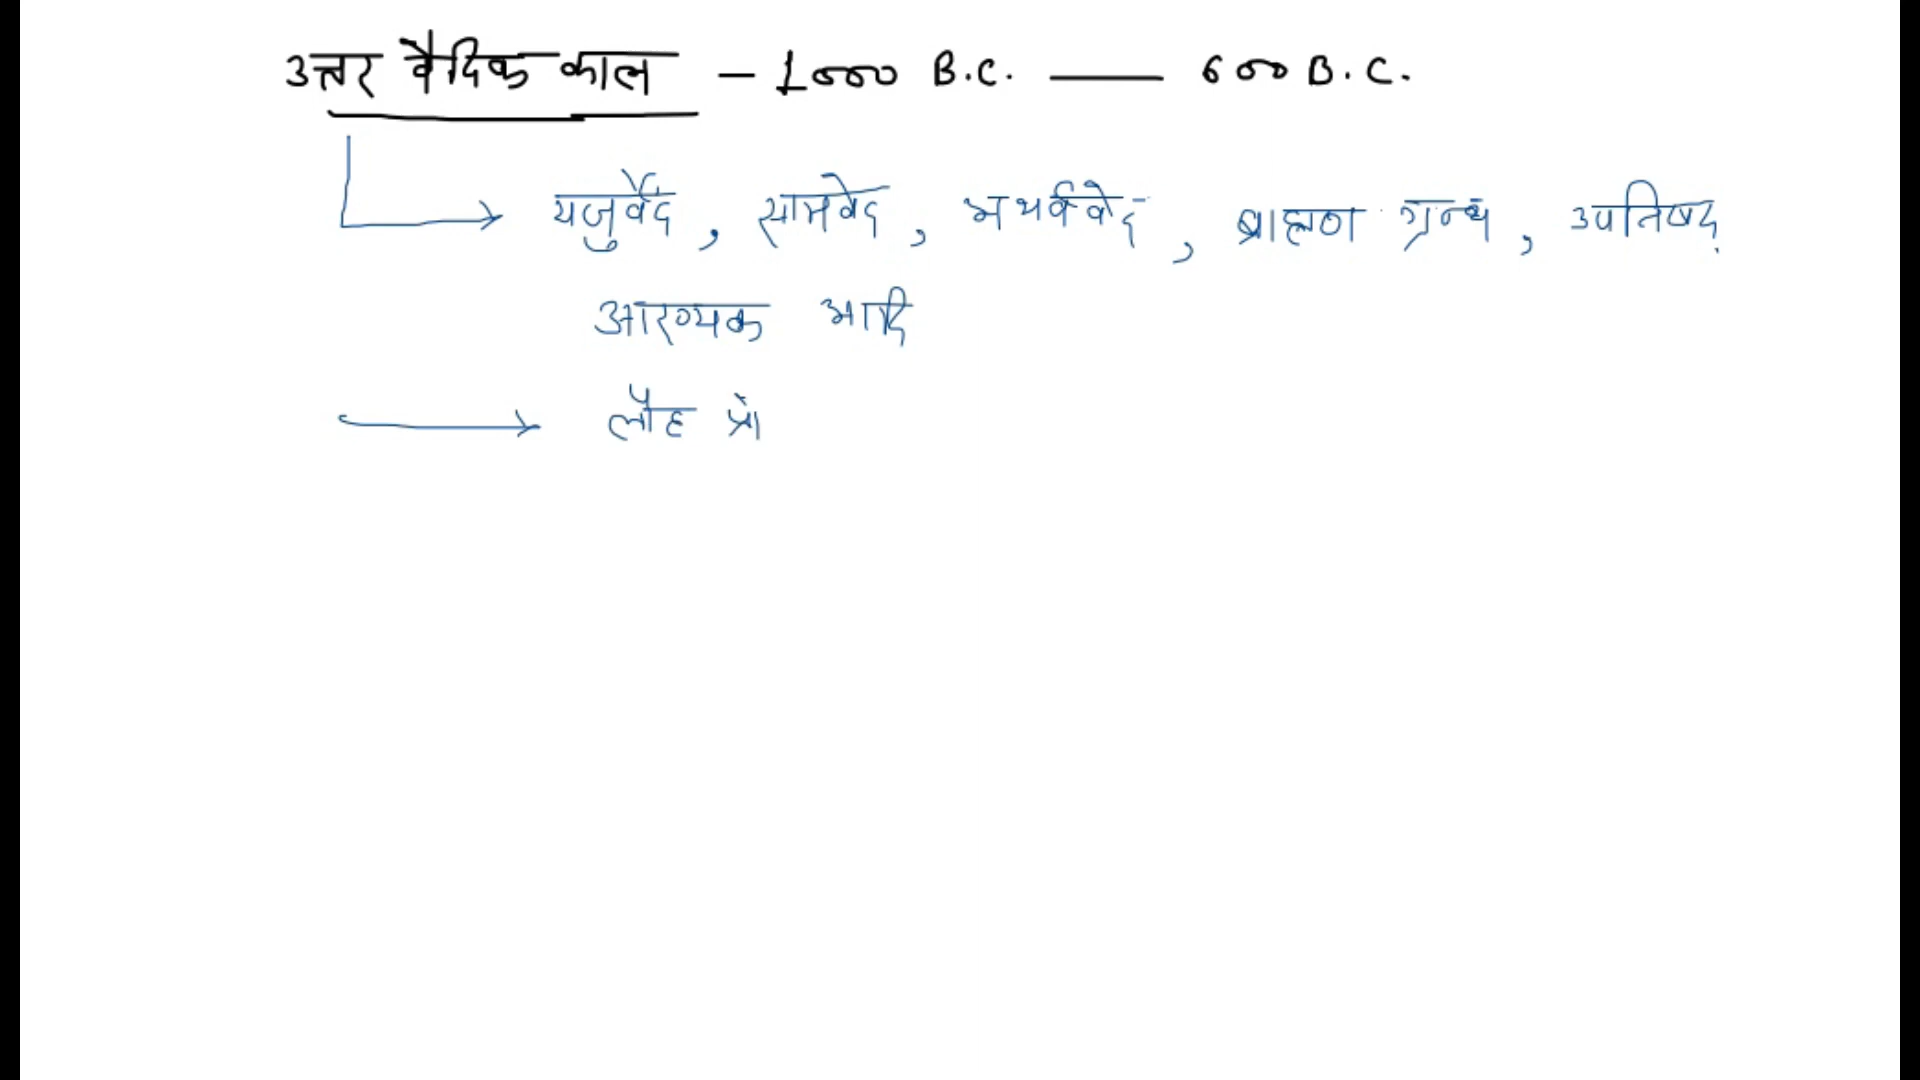 उत्तर वैदिक काल – 1000 B.C. — 600 B.C.
यजुर्वेद, सामवेद, अथर्ववेद, ब्राह्मण ग्रन्थ, उपनिषद्
आरण्यक आदि
लौह प्रो